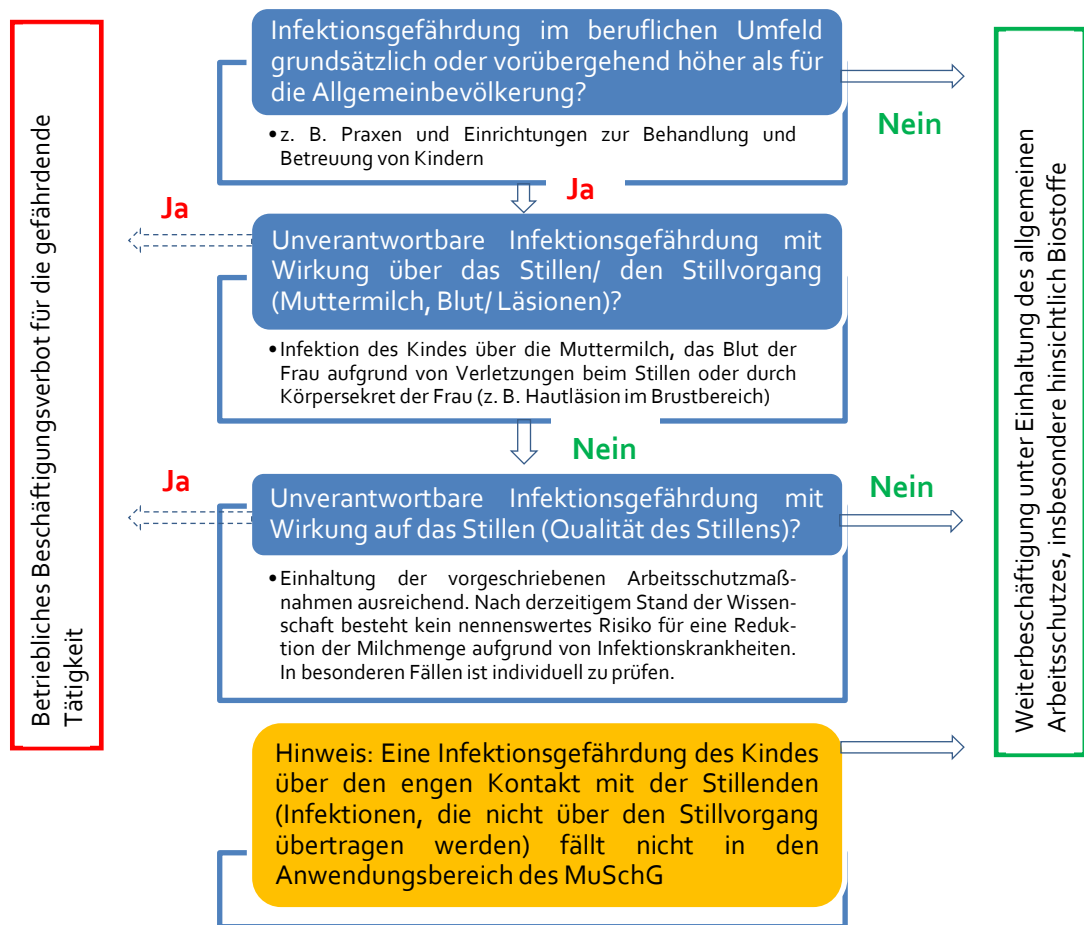 Betriebliches Beschäftigungsverbot für die gefährdende
Tätigkeit
Infektionsgefährdung im beruflichen Umfeld
grundsätzlich oder vorübergehend höher als für
die Allgemeinbevölkerung?
Nein
•z. B. Praxen und Einrichtungen zur Behandlung und
Betreuung von Kindern
Ja
Ja
Unverantwortbare Infektionsgefährdung mit
Wirkung über das Stillen/ den Stillvorgang
(Muttermilch, Blut/ Läsionen)?
•Infektion des Kindes über die Muttermilch, das Blut der
Frau aufgrund von Verletzungen beim Stillen oder durch
Körpersekret der Frau (z. B. Hautläsion im Brustbereich)
Nein
Ja
Unverantwortbare Infektionsgefährdung mit
Wirkung auf das Stillen (Qualität des Stillens)?
Nein
•Einhaltung der vorgeschriebenen Arbeitsschutzmaß-
nahmen ausreichend. Nach derzeitigem Stand der Wissen-
schaft besteht kein nennenswertes Risiko für eine Reduk-
tion der Milchmenge aufgrund von Infektionskrankheiten.
In besonderen Fällen ist individuell zu prüfen.
Hinweis: Eine Infektionsgefährdung des Kindes
über den engen Kontakt mit der Stillenden
(Infektionen, die nicht über den Stillvorgang
übertragen werden) fällt nicht in den
Anwendungsbereich des MuSchG
Weiterbeschäftigung unter Einhaltung des allgemeinen
Arbeitsschutzes, insbesondere hinsichtlich Biostoffe